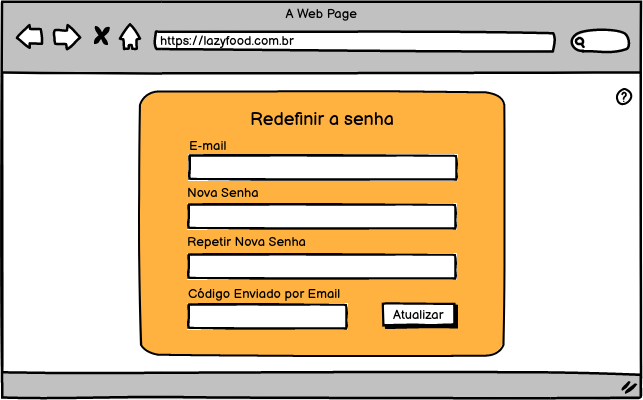 A Web Page
https://lazyfood.com.br
?
Redefinir a senha
E-mail
Nova Senha
Repetir Nova Senha
Código Enviado por Email
Atualizar